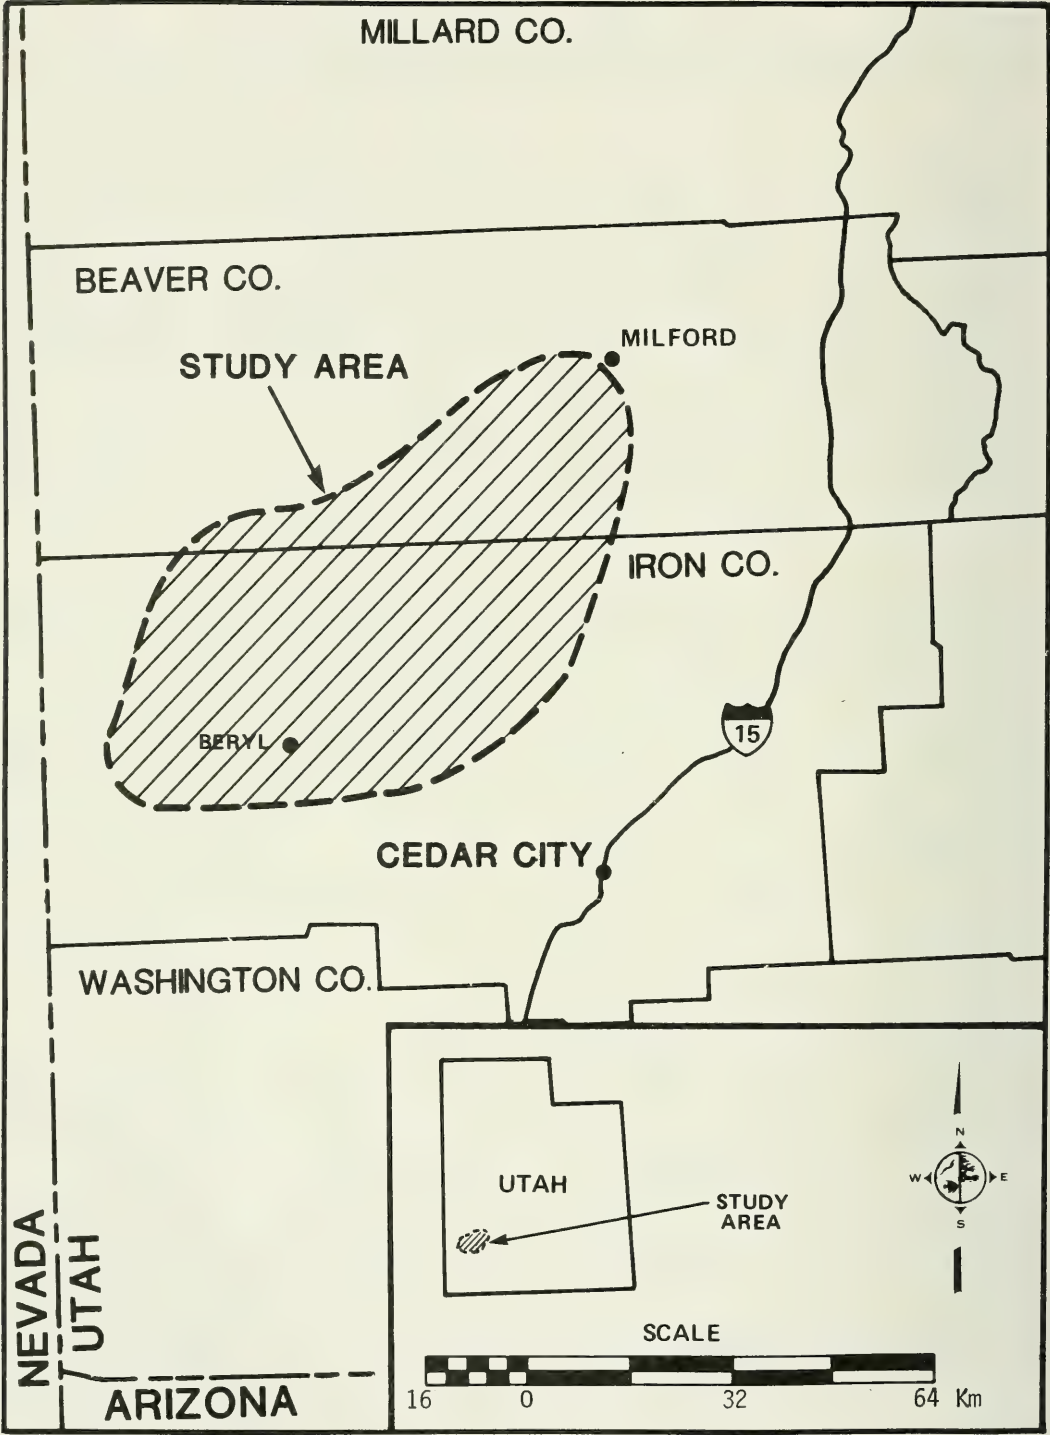 MILLARD CO.
BEAVER CO.
MILFORD
STUDY AREA
IRON CO.
15
BERYL
CEDAR CITY
WASHINGTON CO.
UTAH
STUDY
AREA
N
W E
S
NEVADA
UTAH
ARIZONA
SCALE
16 0 32 64 Km